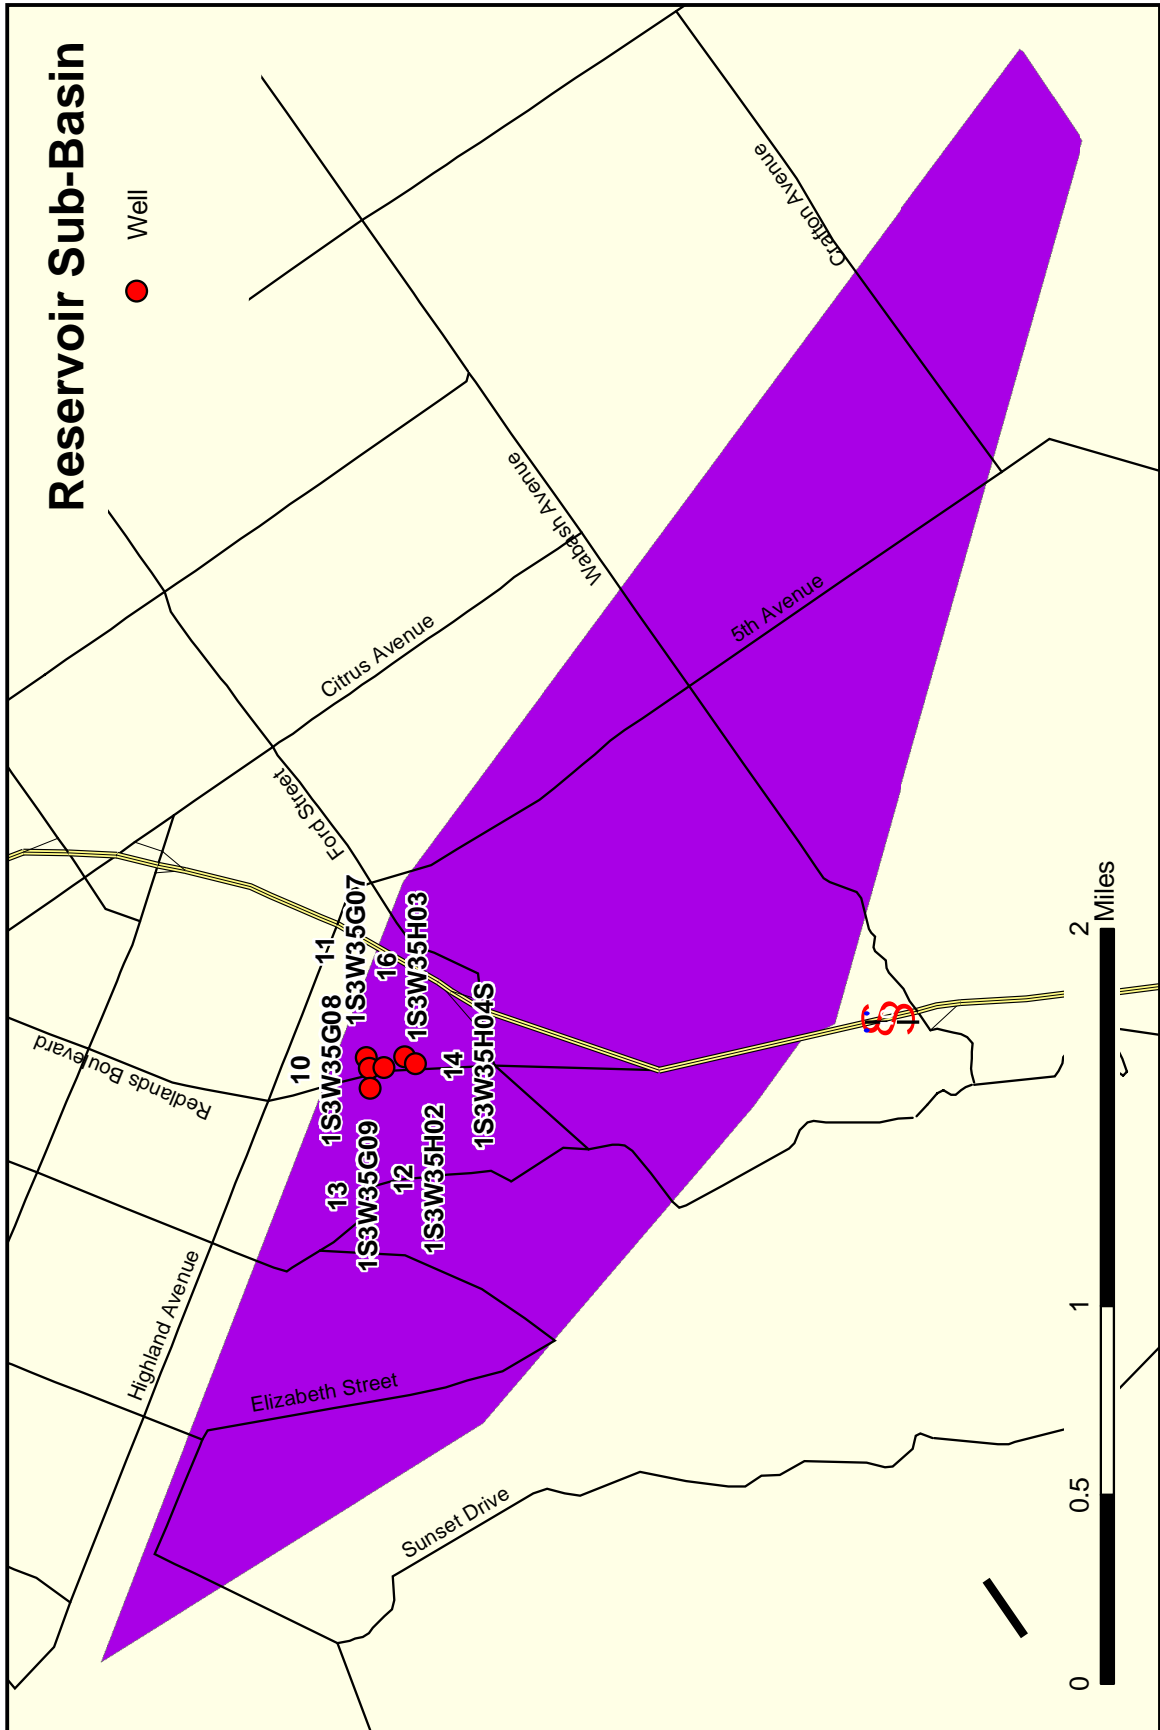 Reservoir Sub-Basin
Well
Crafton Avenue
Wabash Avenue
5th Avenue
Citrus Avenue
Ford Street
11
1S3W35G07
16
1S3W35H03
10
1S3W35G08
14
1S3W35H04S
13
1S3W35G09
12
1S3W35H02
Redlands Boulevard
Highland Avenue
Elizabeth Street
Sunset Drive
0
0.5
1
2
Miles